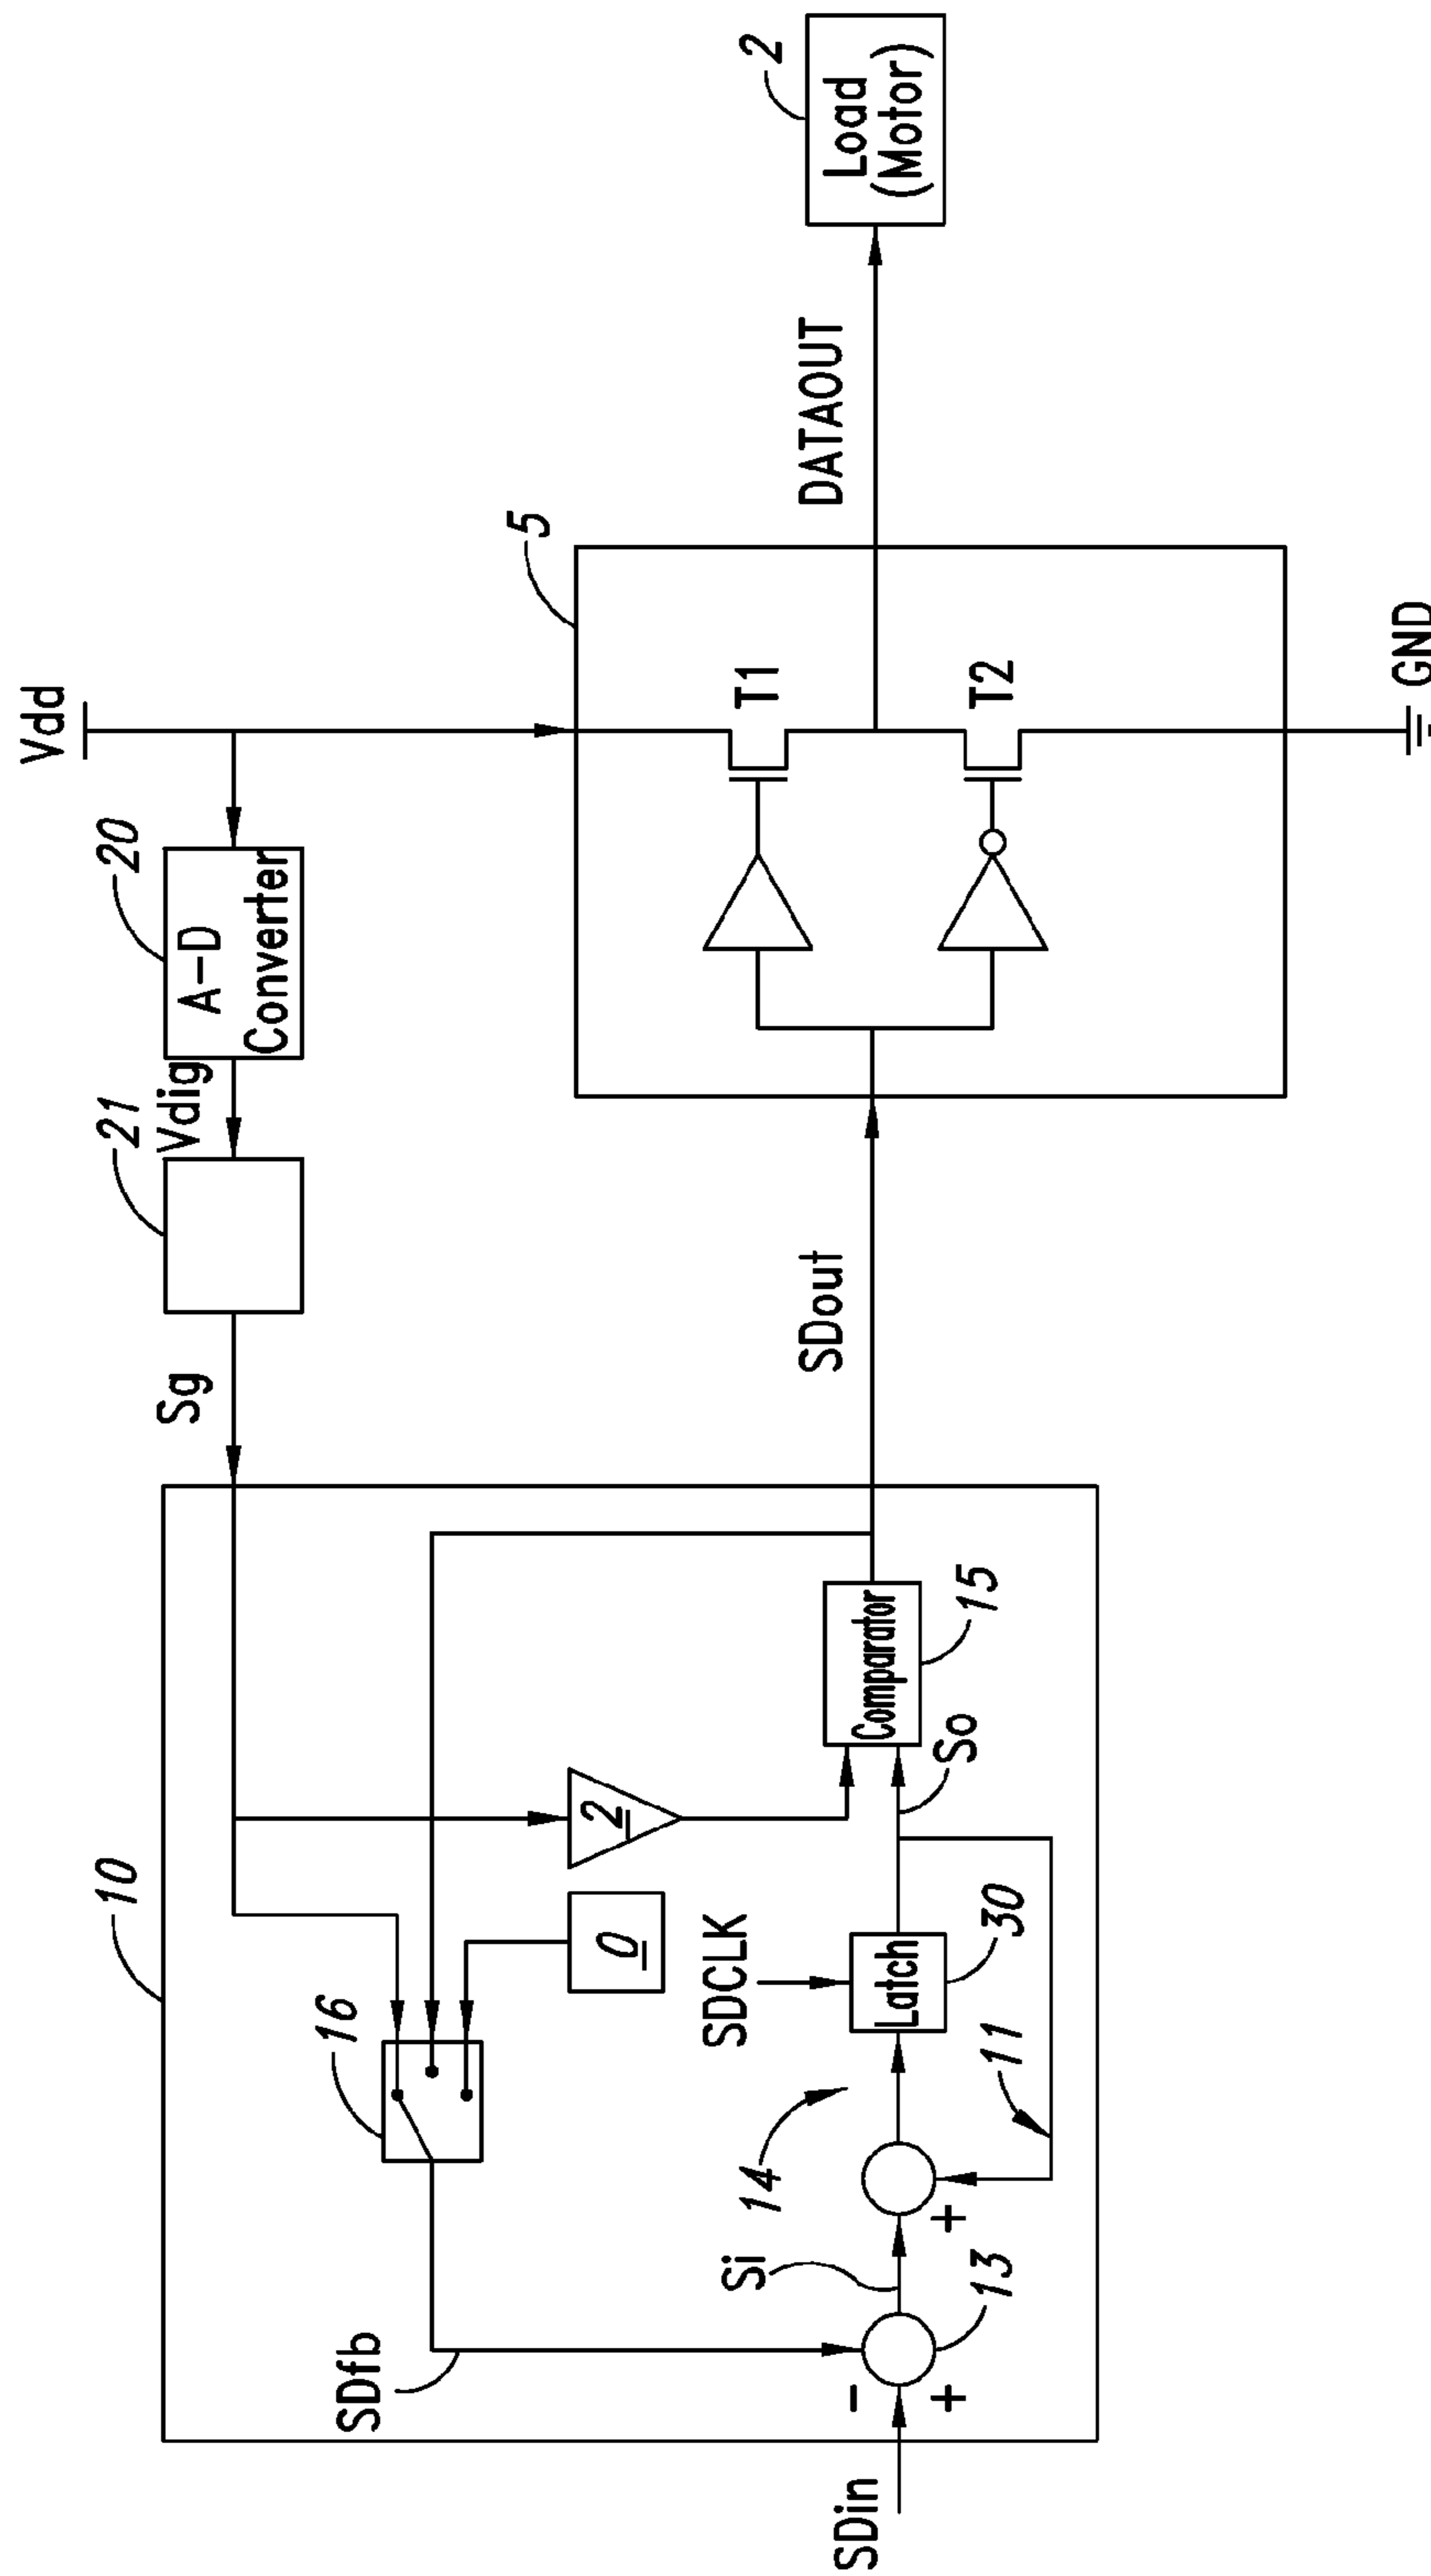 Vdd
20
A-D
Converter
Vdig
21
Sg
10
16
SDfb
0
2
SDCLK
14
Si
SDin
-
+
13
+
11
Latch
30
So
Comparator
15
SDout
5
T1
T2
GND
DATAOUT
2
Load
(Motor)